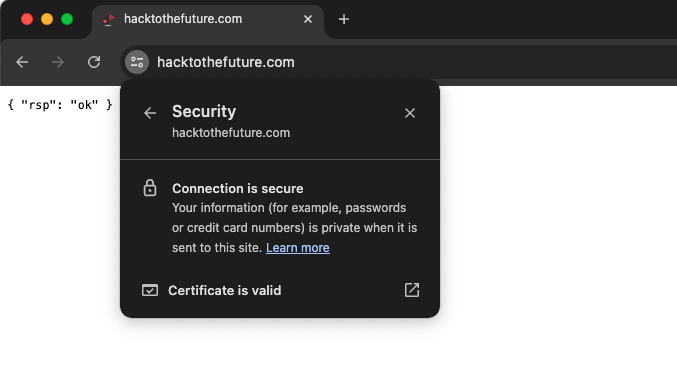 hacktothefuture.com
hacktothefuture.com
{ "rsp": "ok" }
Security
hacktothefuture.com
Connection is secure
Your information (for example, passwords
or credit card numbers) is private when it is
sent to this site. Learn more
Certificate is valid